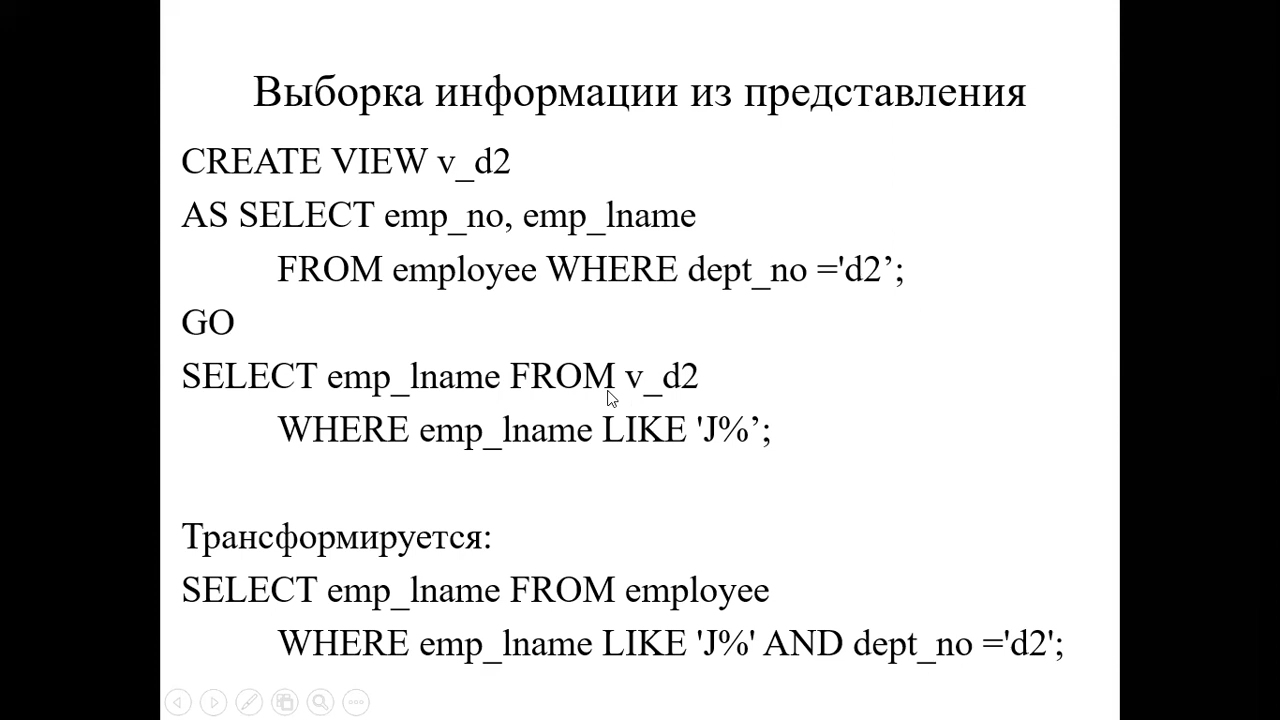 Выборка информации из представления
CREATE VIEW v_d2
AS SELECT emp_no, emp_lname
FROM employee WHERE dept_no ='d2’;
GO
SELECT emp_lname FROM v_d2
WHERE emp_lname LIKE 'J%’;
Трансформируется:
SELECT emp_lname FROM employee
WHERE emp_lname LIKE 'J%' AND dept_no ='d2';